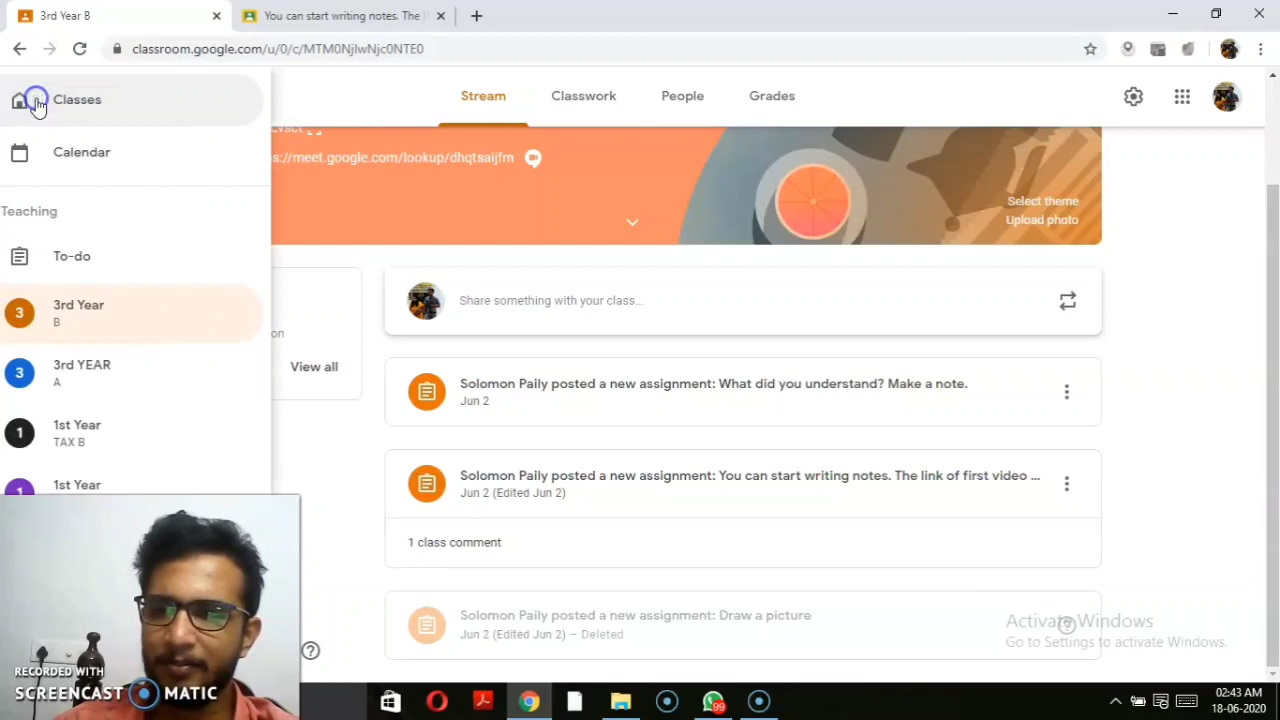 3rd Year B
You can start writing notes. The
classroom.google.com/u/0/c/MTM0NjIwNjc0NTE0
Classes
Stream
Classwork
People
Grades
Calendar
s://meet.google.com/lookup/dhqtsaijfm
Select theme
Upload photo
Teaching
To-do
3
3rd Year
B
Share something with your class...
on
View all
3
3rd YEAR
A
Solomon Paily posted a new assignment: What did you understand? Make a note.
Jun 2
1
1st Year
TAX B
1
1st Year
Solomon Paily posted a new assignment: You can start writing notes. The link of first video ...
Jun 2 (Edited Jun 2)
1 class comment
Solomon Paily posted a new assignment: Draw a picture
Jun 2 (Edited Jun 2) – Deleted
Activate Windows
Go to Settings to activate Windows.
RECORDED WITH
SCREENCAST MATIC
99
02:43 AM
18-06-2020